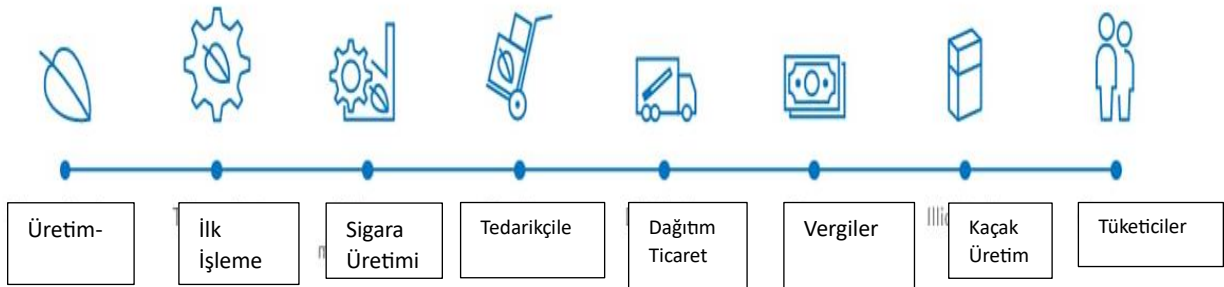 Üretim-
İlk
İşleme
Sigara
Üretimi
Tedarikçile
Dağıtım
Ticaret
Vergiler
Kaçak
Üretim
Tüketiciler